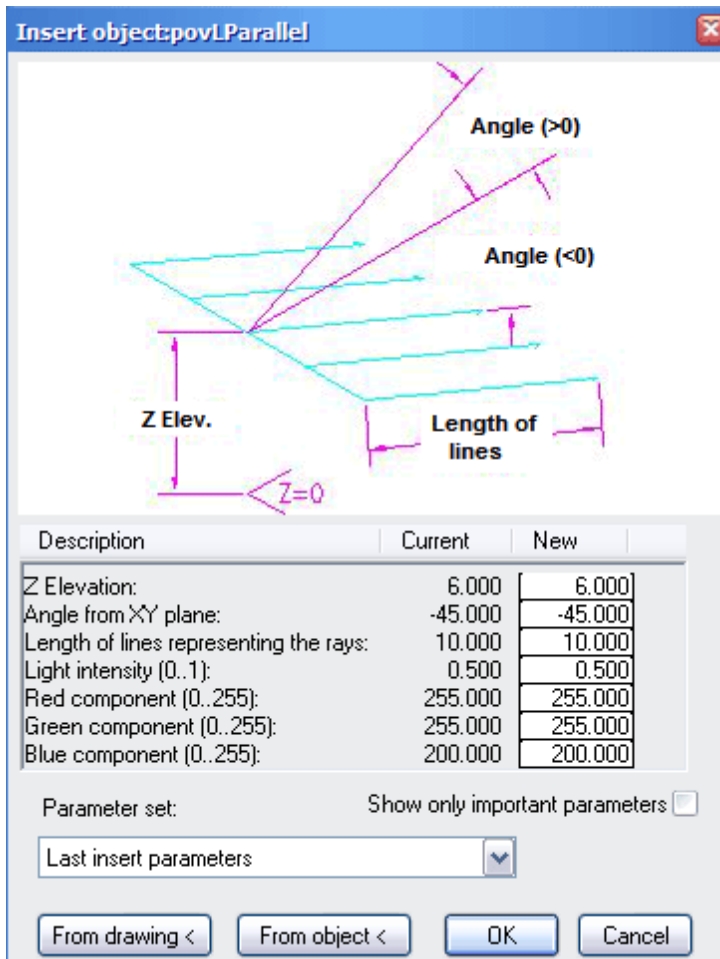 Insert object:povLParallel
Angle (>0)
Angle (<0)
Z Elev.
Length of
lines
Z=0
Description Current New
Z Elevation: 6.000 6.000
Angle from XY plane: -45.000 -45.000
Length of lines representing the rays: 10.000 10.000
Light intensity (0..1): 0.500 0.500
Red component (0..255): 255.000 255.000
Green component (0..255): 255.000 255.000
Blue component (0..255): 200.000 200.000
Parameter set: Show only important parameters
Last insert parameters
From drawing < From object < OK Cancel